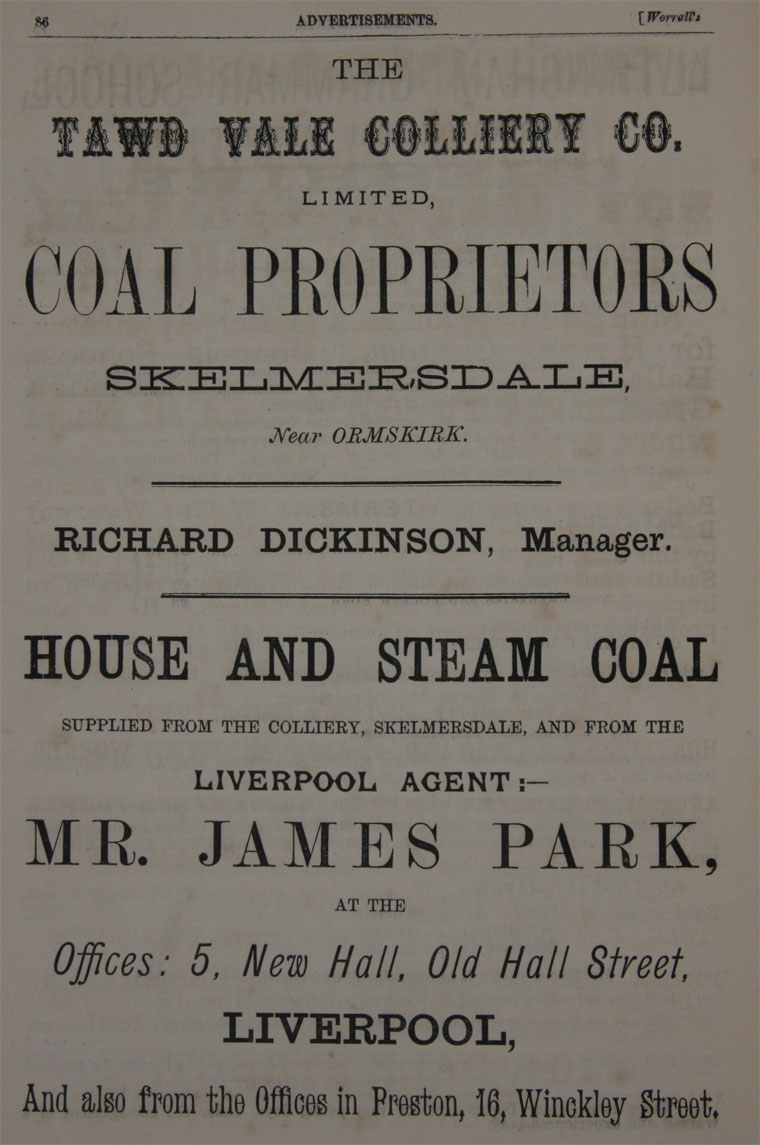 86 ADVERTISEMENTS. [Worrall's
THE
TAWD VALE COLLIERY CO.
LIMITED,
COAL PROPRIETORS
SKELMERSDALE,
Near ORMSKIRK.
RICHARD DICKINSON, Manager.
HOUSE AND STEAM COAL
SUPPLIED FROM THE COLLIERY, SKELMERSDALE, AND FROM THE
LIVERPOOL AGENT:—
MR. JAMES PARK,
AT THE
Offices: 5, New Hall, Old Hall Street,
LIVERPOOL,
And also from the Offices in Preston, 16, Winckley Street.